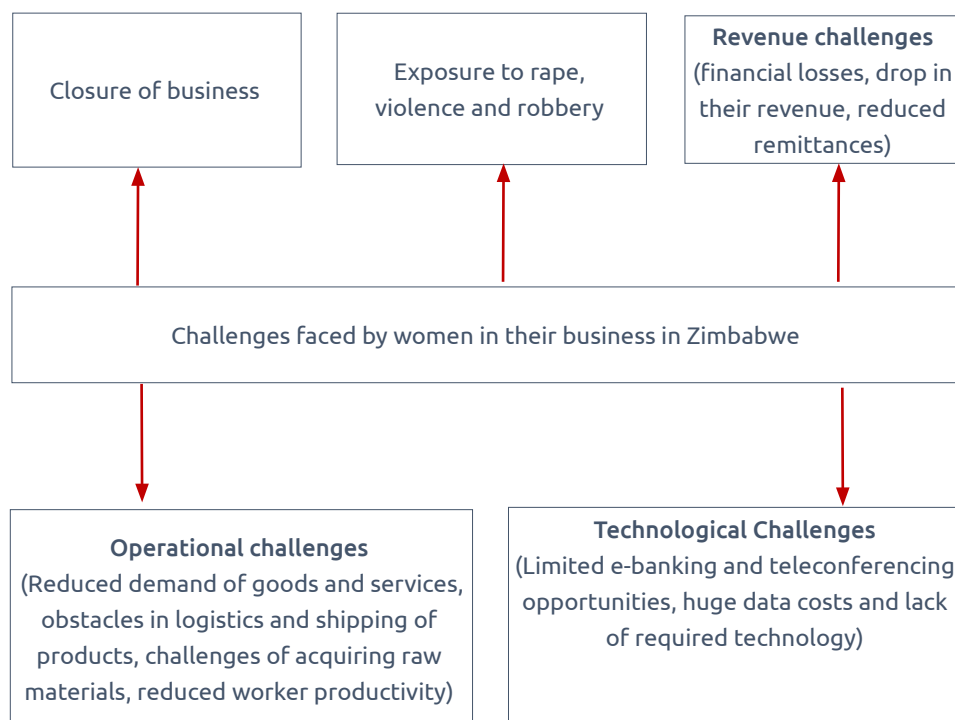 Closure of business
Exposure to rape,
violence and robbery
Revenue challenges
(financial losses, drop in
their revenue, reduced
remittances)
Challenges faced by women in their business in Zimbabwe
Operational challenges
(Reduced demand of goods and services,
obstacles in logistics and shipping of
products, challenges of acquiring raw
materials, reduced worker productivity)
Technological Challenges
(Limited e-banking and teleconferencing
opportunities, huge data costs and lack
of required technology)